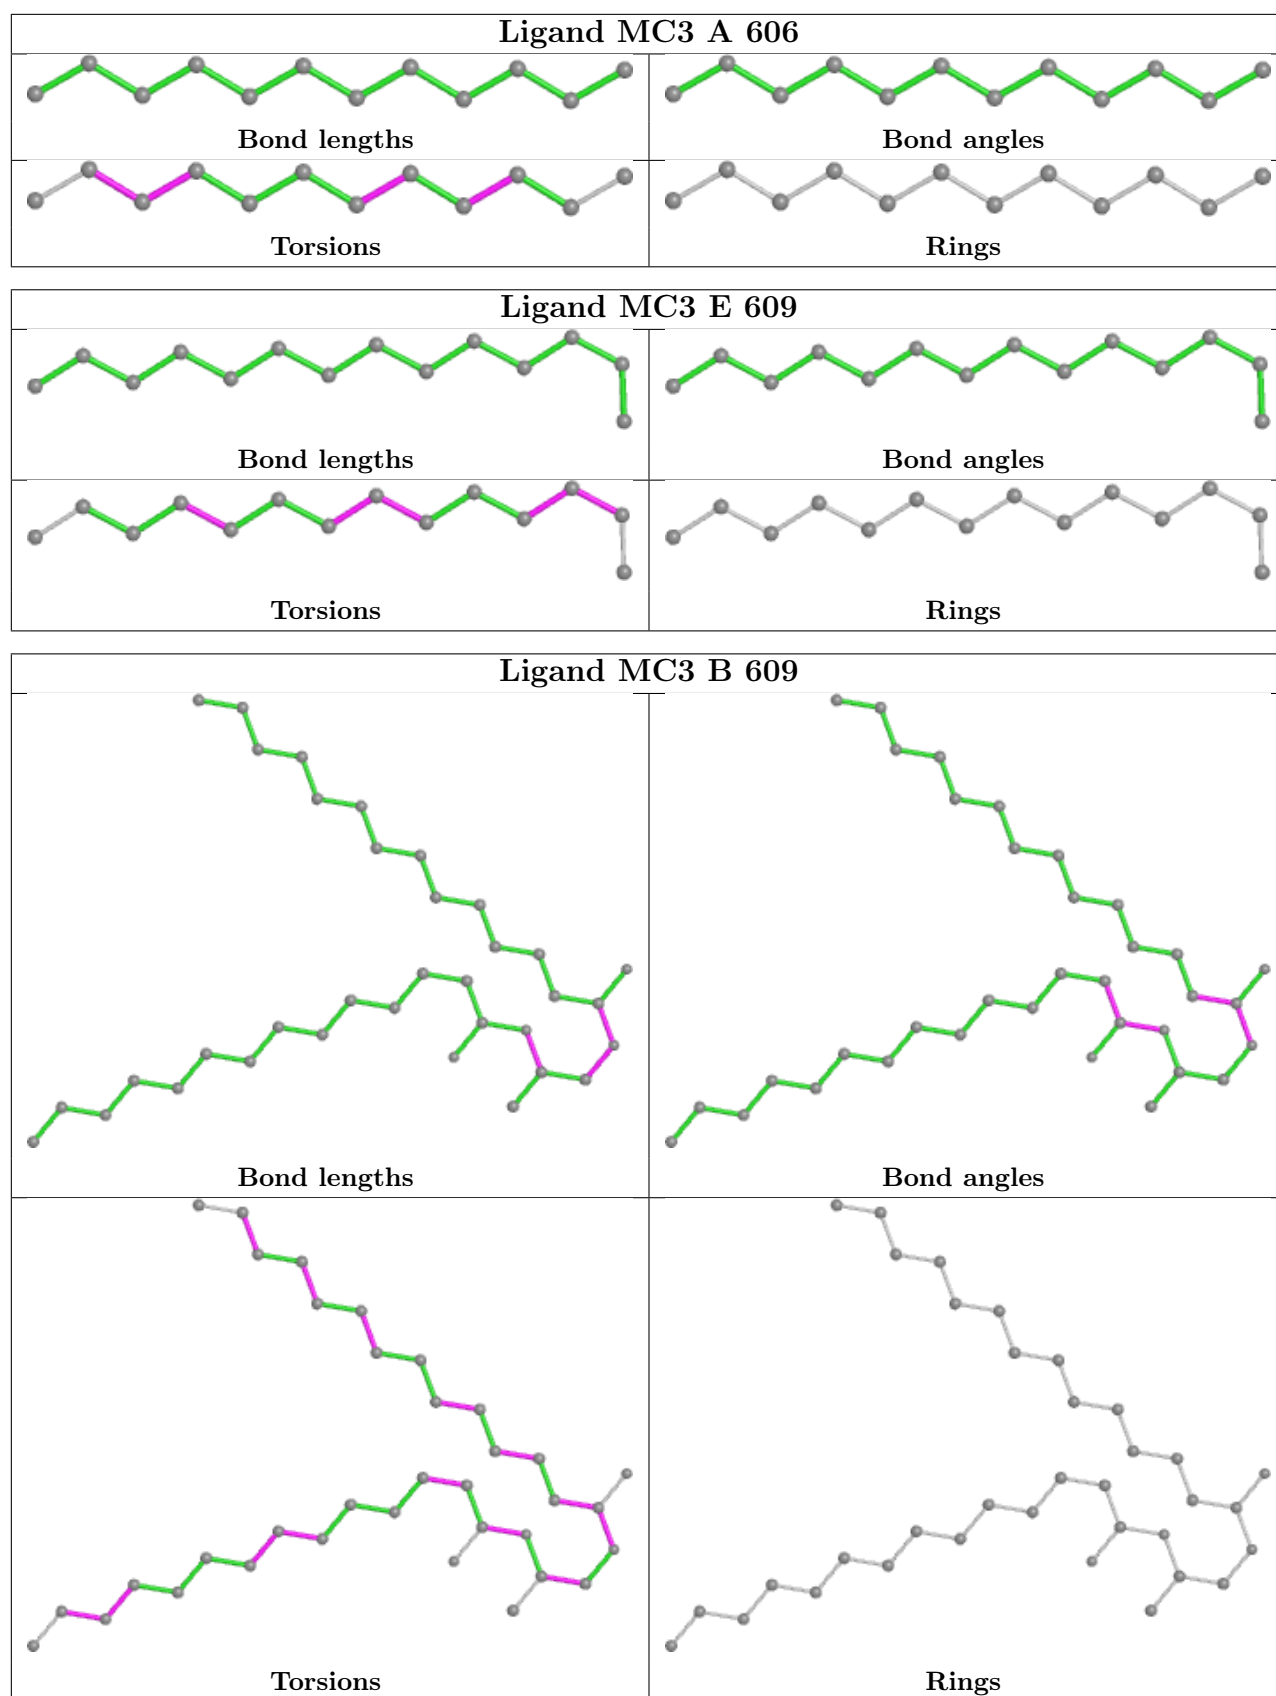 Ligand MC3 A 606
Bond lengths
Bond angles
Torsions
Rings
Ligand MC3 E 609
Bond lengths
Bond angles
Torsions
Rings
Ligand MC3 B 609
Bond lengths
Bond angles
Torsions
Rings